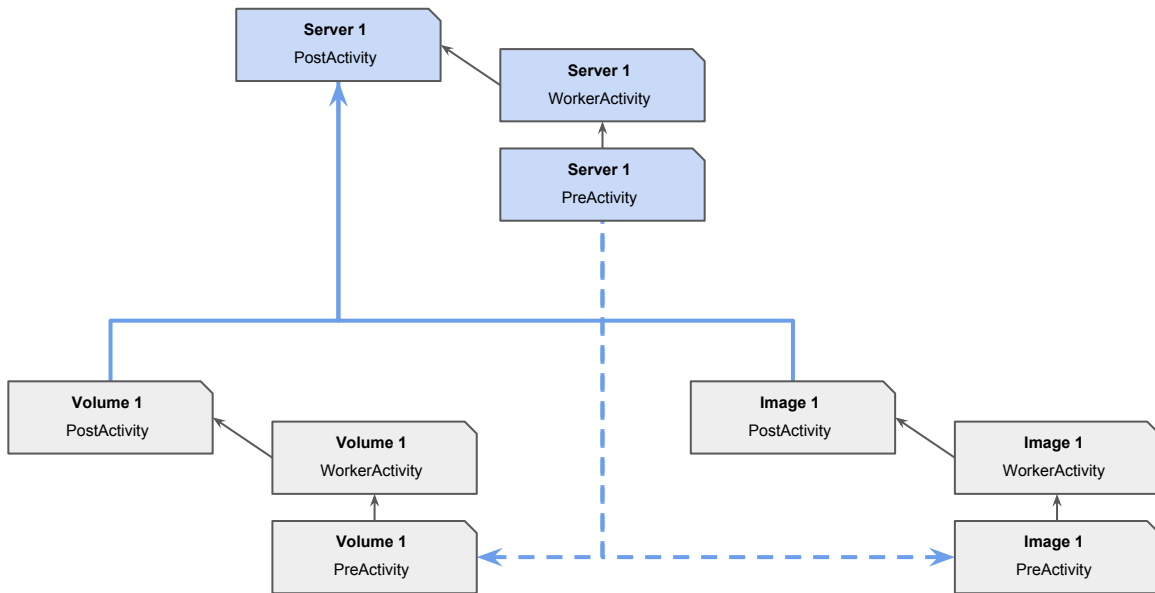 Server 1
PostActivity
Server 1
WorkerActivity
Server 1
PreActivity
Volume 1
PostActivity
Image 1
PostActivity
Volume 1
WorkerActivity
Image 1
WorkerActivity
Volume 1
PreActivity
Image 1
PreActivity